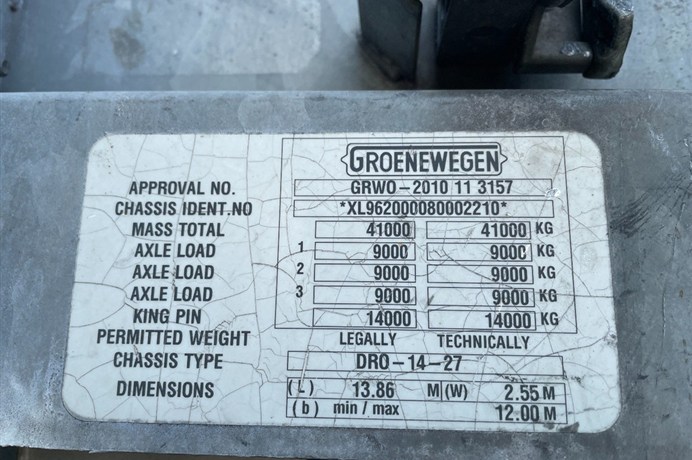 GROENEWEGEN
APPROVAL NO. GRWO-2010 11 3157
CHASSIS IDENT.NO *XL962000080002210*
MASS TOTAL 41000 41000 KG
AXLE LOAD 1 9000 9000 KG
AXLE LOAD 2 9000 9000 KG
AXLE LOAD 3 9000 9000 KG
KING PIN 14000 14000 KG
PERMITTED WEIGHT LEGALLY TECHNICALLY
CHASSIS TYPE DRO-14-27
DIMENSIONS (L) 13.86 M (W) 2.55 M
(b) min / max 12.00 M